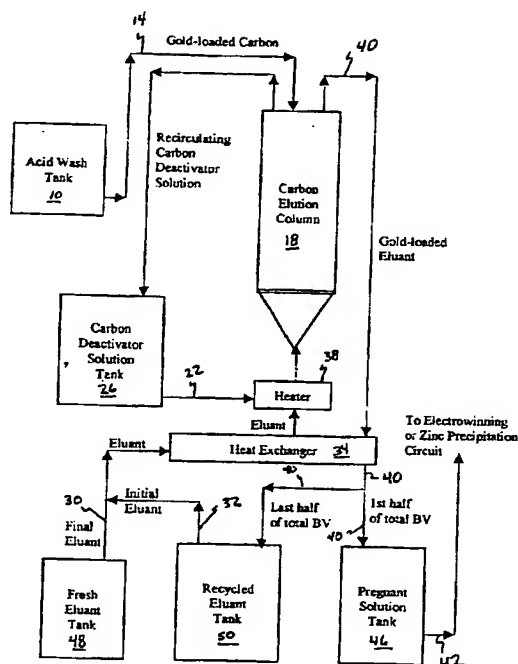 14
Gold-loaded Carbon
40
Recirculating
Carbon
Deactivator
Solution
Acid Wash
Tank
10
Carbon
Elution
Column
18
Gold-loaded
Eluant
Carbon
Deactivator
Solution
Tank
26
22
38
Heater
Eluant
To Electrowinning
or Zinc Precipitation
Circuit
Eluant
Heat Exchanger 34
40
40
30
Initial
Eluant
32
Last half
of total BV
1st half
of total BV
40
Final
Eluant
Fresh
Eluant
Tank
48
Recycled
Eluant
Tank
50
Pregnant
Solution
Tank
46
42